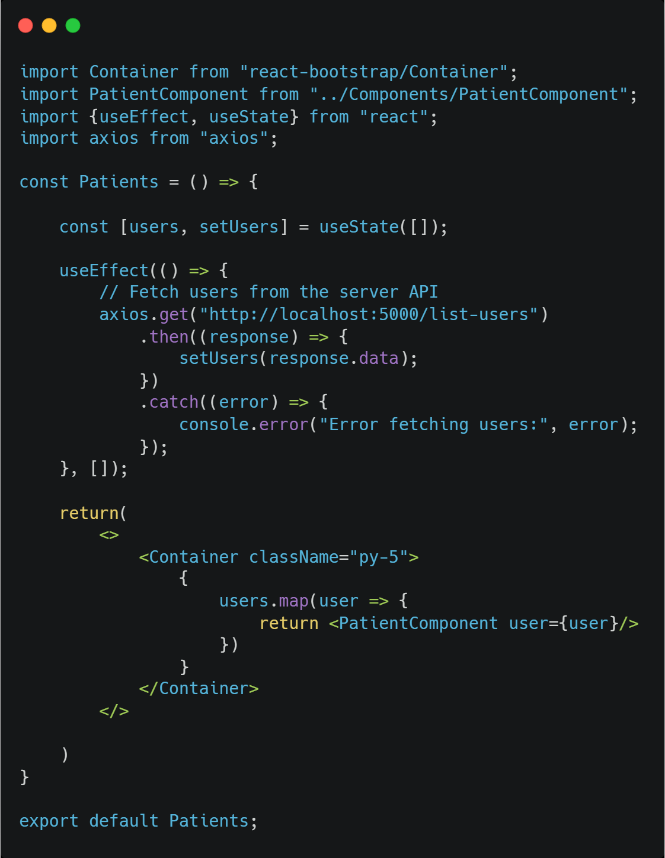 import Container from "react-bootstrap/Container";
import PatientComponent from "../Components/PatientComponent";
import {useEffect, useState} from "react";
import axios from "axios";

const Patients = () => {

    const [users, setUsers] = useState([]);

    useEffect(() => {
        // Fetch users from the server API
        axios.get("http://localhost:5000/list-users")
            .then((response) => {
                setUsers(response.data);
            })
            .catch((error) => {
                console.error("Error fetching users:", error);
            });
    }, []);

    return(
        <>
            <Container className="py-5">
                {
                    users.map(user => {
                        return <PatientComponent user={user}/>
                    })
                }
            </Container>
        </>

    )
}

export default Patients;